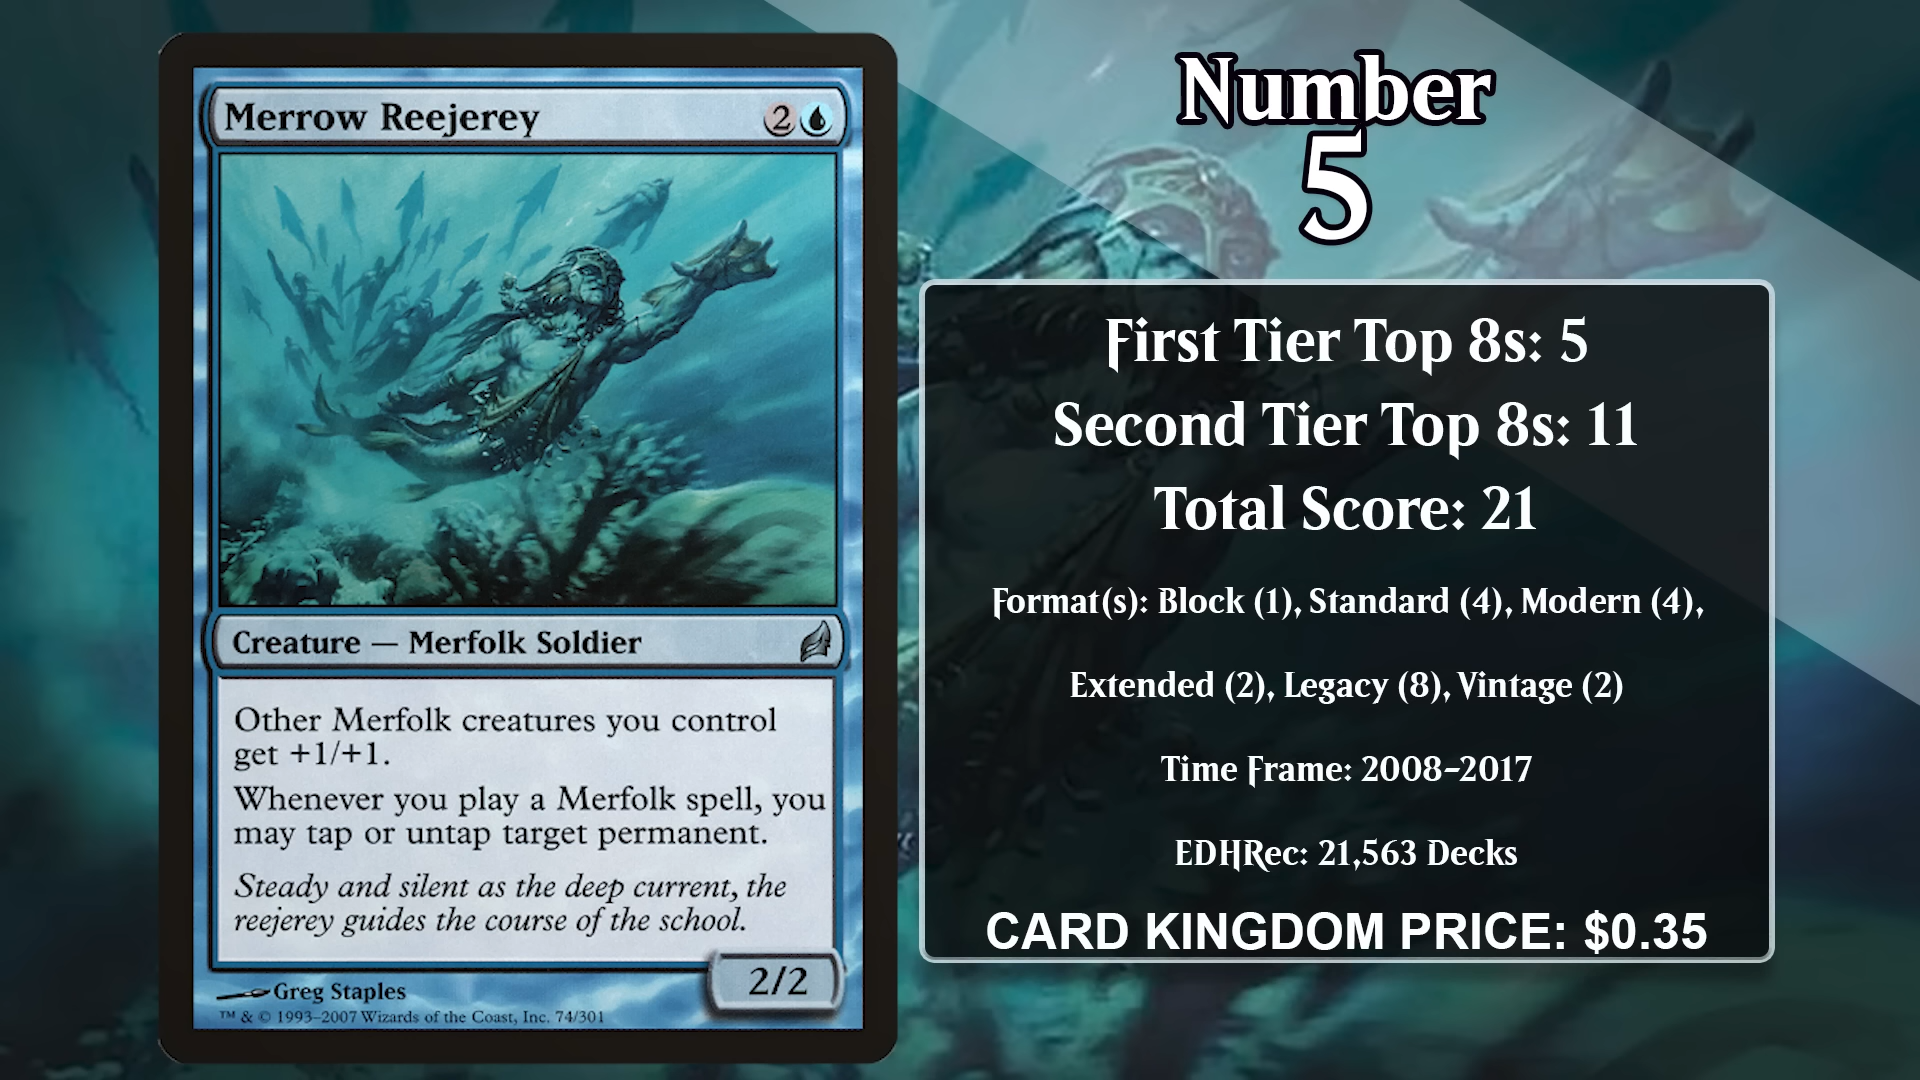 Merrow Reejerey
2
Creature — Merfolk Soldier
Other Merfolk creatures you control
get +1/+1.
Whenever you play a Merfolk spell, you
may tap or untap target permanent.
Steady and silent as the deep current, the
reejerey guides the course of the school.
2/2
Greg Staples
™ & © 1993–2007 Wizards of the Coast, Inc. 74/301
Number
5
First Tier Top 8s: 5
Second Tier Top 8s: 11
Total Score: 21
Format(s): Block (1), Standard (4), Modern (4),
Extended (2), Legacy (8), Vintage (2)
Time Frame: 2008-2017
EDHRec: 21,563 Decks
CARD KINGDOM PRICE: $0.35